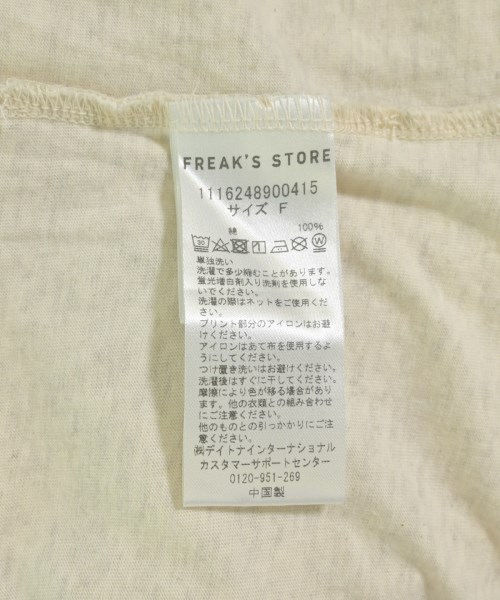 FREAK'S STORE
1116248900415
サイズ F
綿 100%
単独洗い
洗濯で多少縮むことがあります。
蛍光増白剤入り洗剤を使用しな
いでください。
洗濯の際はネットをご使用くだ
さい。
プリント部分のアイロンはお避
けください。
アイロンはあて布を使用するよ
うにしてください。
つけ置き洗いはお避けください。
洗濯後はすぐに干してください。
摩擦により色が移る場合があり
ます。他の衣類との組み合わせ
にご注意ください。
他のものとの引っかかりにご注
意ください。
㈱デイトナインターナショナル
カスタマーサポートセンター
0120-951-269
中国製